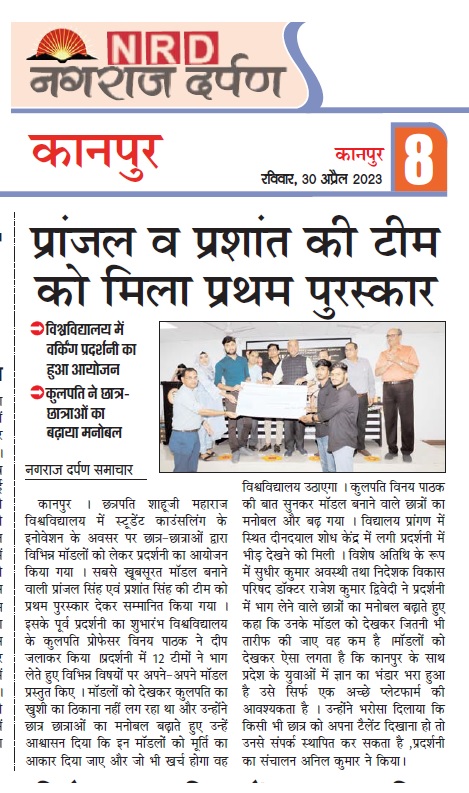 NRD
नगराज दर्पण
कानपुर
कानपुर
रविवार, 30 अप्रैल 2023
8
प्रांजल व प्रशांत की टीम
को मिला प्रथम पुरस्कार
विश्वविद्यालय में
वर्किंग प्रदर्शनी का
हुआ आयोजन
कुलपति ने छात्र-
छात्राओं का
बढ़ाया मनोबल
नगराज दर्पण समाचार
कानपुर । छत्रपति शाहूजी महाराज
विश्वविद्यालय में स्टूडेंट काउंसलिंग के
इनोवेशन के अवसर पर छात्र-छात्राओं द्वारा
विभिन्न मॉडलों को लेकर प्रदर्शनी का आयोजन
किया गया । सबसे खूबसूरत मॉडल बनाने
वाली प्रांजल सिंह एवं प्रशांत सिंह की टीम को
प्रथम पुरस्कार देकर सम्मानित किया गया ।
इसके पूर्व प्रदर्शनी का शुभारंभ विश्वविद्यालय
के कुलपति प्रोफेसर विनय पाठक ने दीप
जलाकर किया ।प्रदर्शनी में 12 टीमों ने भाग
लेते हुए विभिन्न विषयों पर अपने-अपने मॉडल
प्रस्तुत किए । मॉडलों को देखकर कुलपति का
खुशी का ठिकाना नहीं लग रहा था और उन्होंने
छात्र छात्राओं का मनोबल बढ़ाते हुए उन्हें
आश्वासन दिया कि इन मॉडलों को मूर्ति का
आकार दिया जाए और जो भी खर्च होगा वह
विश्वविद्यालय उठाएगा । कुलपति विनय पाठक
की बात सुनकर मॉडल बनाने वाले छात्रों का
मनोबल और बढ़ गया । विद्यालय प्रांगण में
स्थित दीनदयाल शोध केंद्र में लगी प्रदर्शनी में
भीड़ देखने को मिली । विशेष अतिथि के रूप
में सुधीर कुमार अवस्थी तथा निदेशक विकास
परिषद डॉक्टर राजेश कुमार द्विवेदी ने प्रदर्शनी
में भाग लेने वाले छात्रों का मनोबल बढ़ाते हुए
कहा कि उनके मॉडल को देखकर जितनी भी
तारीफ की जाए वह कम है ।मॉडलों को
देखकर ऐसा लगता है कि कानपुर के साथ
प्रदेश के युवाओं में ज्ञान का भंडार भरा हुआ
है उसे सिर्फ एक अच्छे प्लेटफार्म की
आवश्यकता है । उन्होंने भरोसा दिलाया कि
किसी भी छात्र को अपना टैलेंट दिखाना हो तो
उनसे संपर्क स्थापित कर सकता है ,प्रदर्शनी
का संचालन अनिल कुमार ने किया।